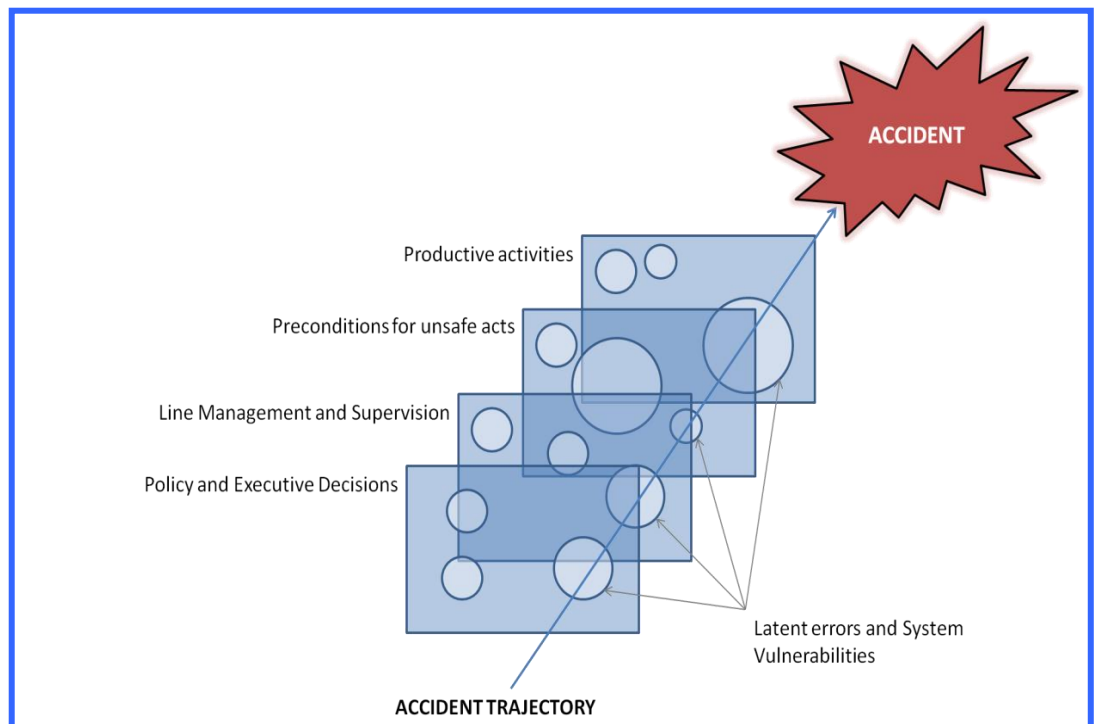 ACCIDENT
Productive activities
Preconditions for unsafe acts
Line Management and Supervision
Policy and Executive Decisions
Latent errors and System
Vulnerabilities
ACCIDENT TRAJECTORY